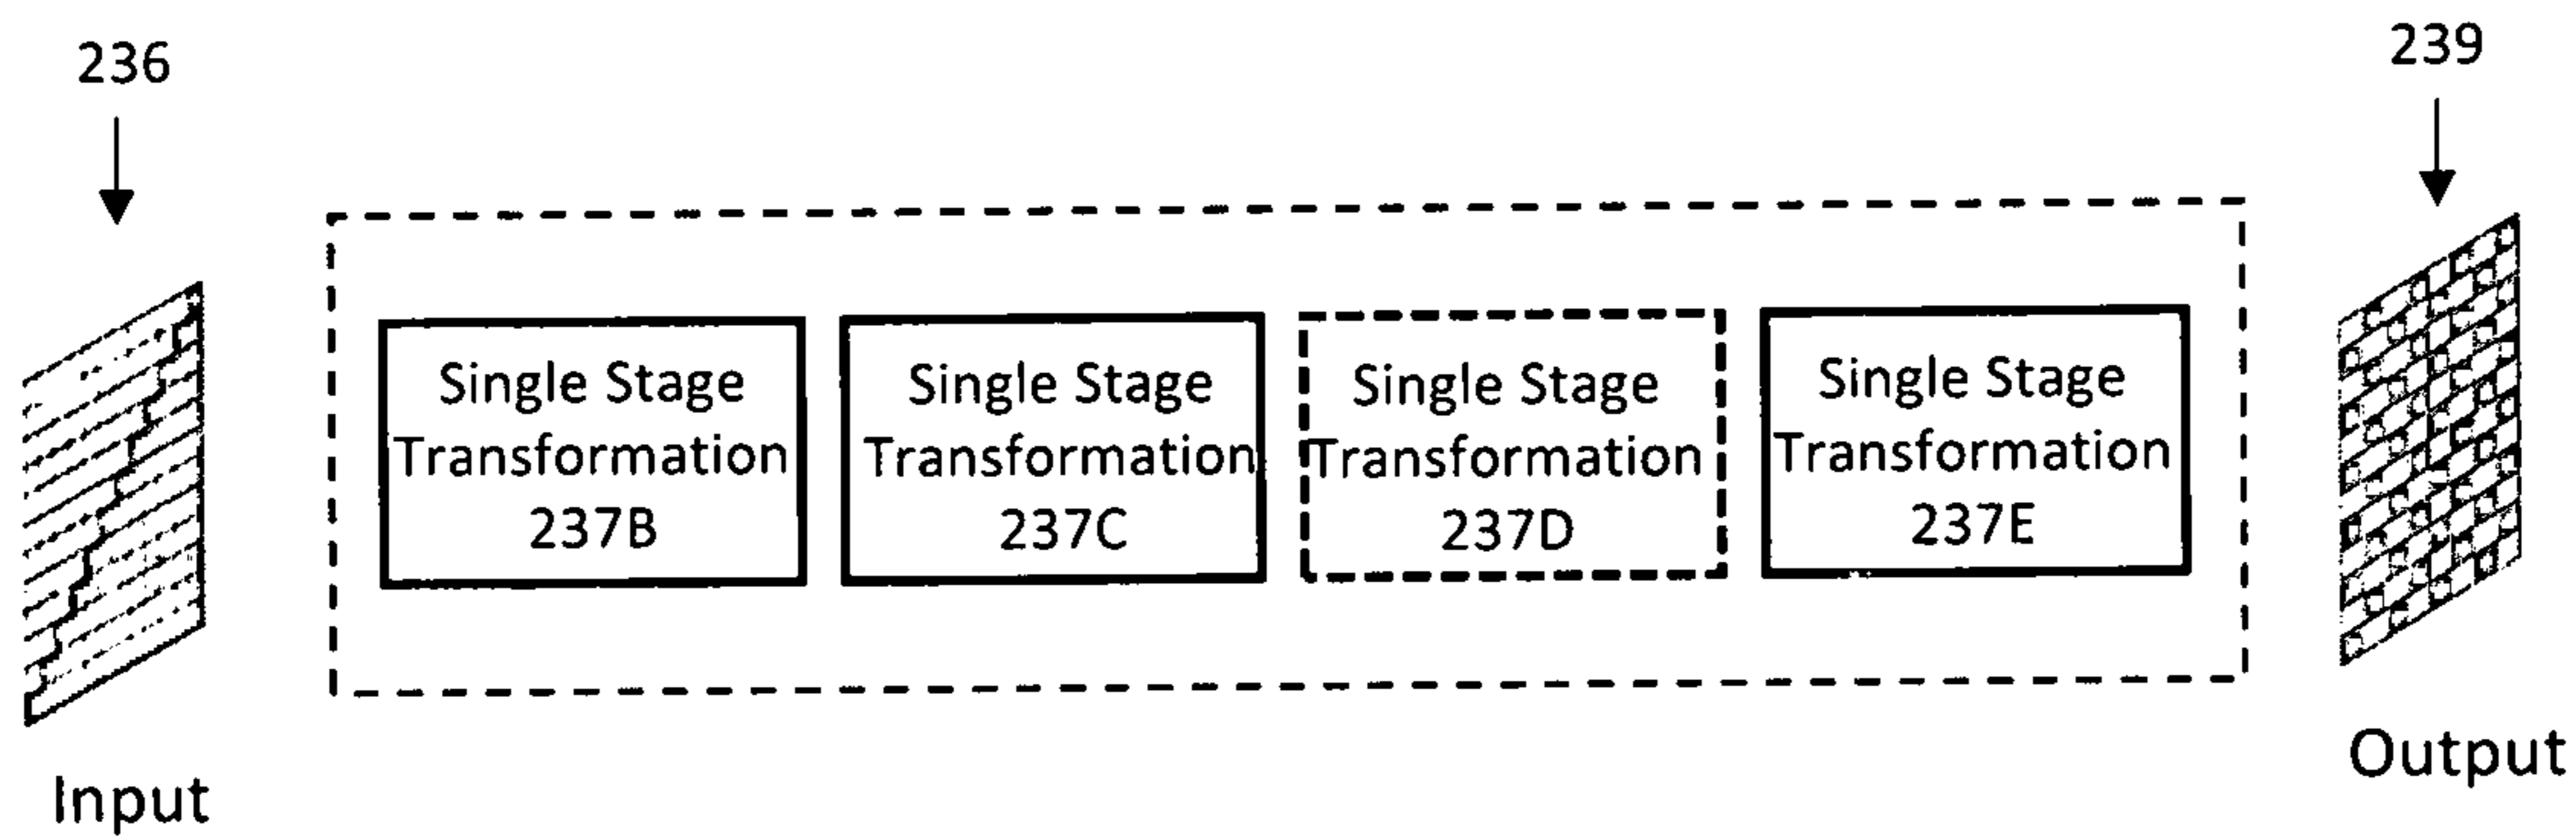 236
239
Single Stage
Transformation
237B
Single Stage
Transformation
237C
Single Stage
Transformation
237D
Single Stage
Transformation
237E
Input
Output